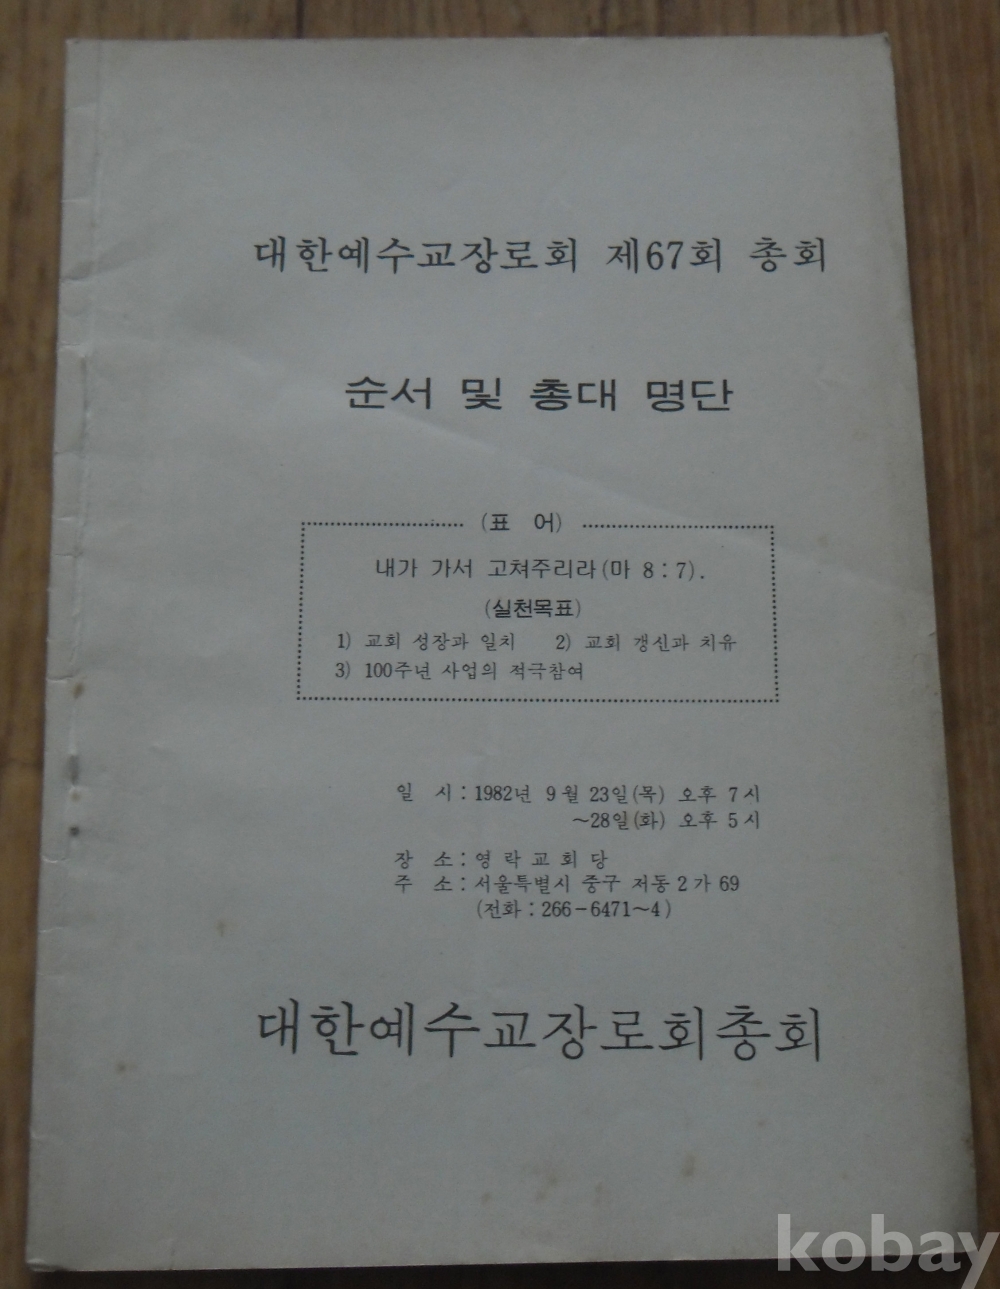 대한예수교장로회 제67회 총회
순서 및 총대 명단
(표 어)
내가 가서 고쳐주리라(마 8 : 7).
(실천목표)
1) 교회 성장과 일치 2) 교회 갱신과 치유
3) 100주년 사업의 적극참여
일 시 : 1982년 9월 23일(목) 오후 7시
~28일(화) 오후 5시
장 소 : 영락교회당
주 소 : 서울특별시 중구 저동 2가 69
(전화 : 266-6471~4)
대한예수교장로회총회
kobay